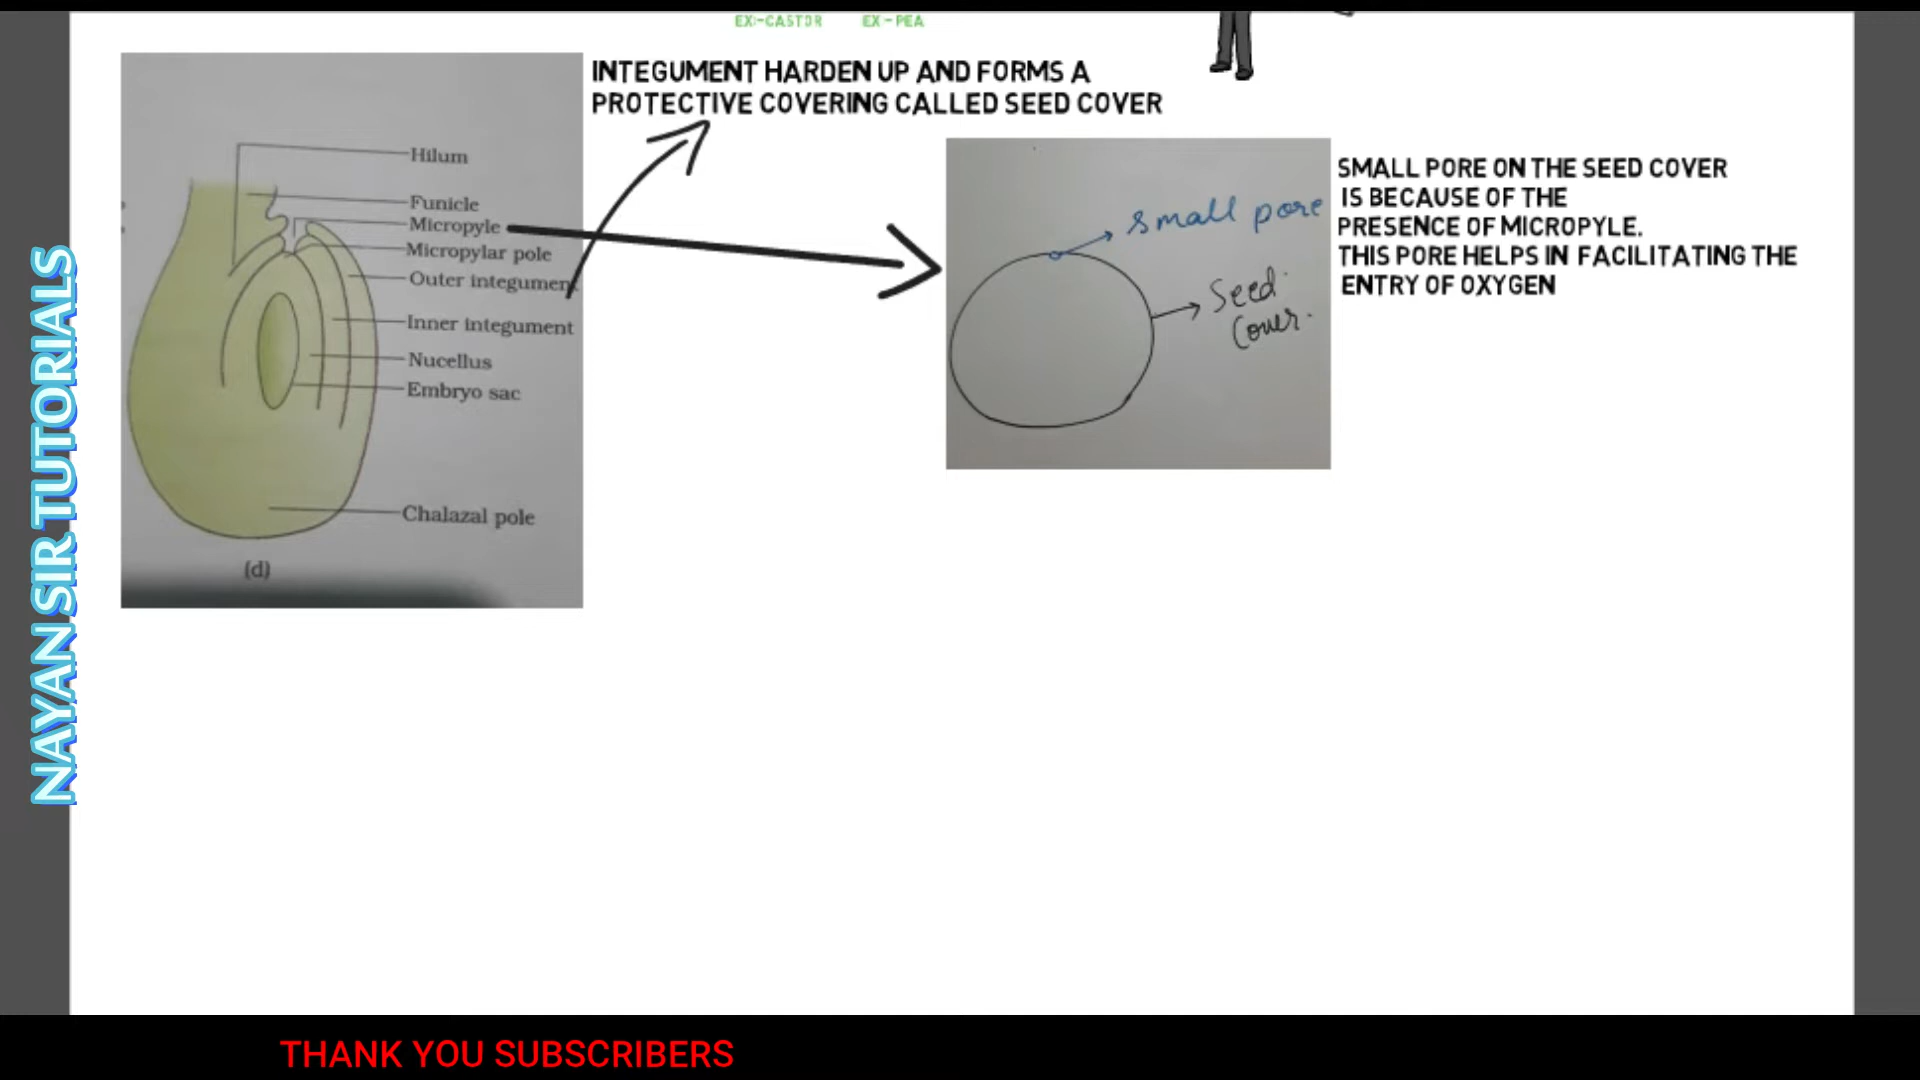 EX:-CASTOR EX:-PEA
INTEGUMENT HARDEN UP AND FORMS A
PROTECTIVE COVERING CALLED SEED COVER
Hilum
Funicle
Micropyle
Micropylar pole
Outer integument
Inner integument
Nucellus
Embryo sac
Chalazal pole
(d)
small pore
Seed
Cover.
SMALL PORE ON THE SEED COVER
IS BECAUSE OF THE
PRESENCE OF MICROPYLE.
THIS PORE HELPS IN FACILITATING THE
ENTRY OF OXYGEN
NAYAN SIR TUTORIALS
THANK YOU SUBSCRIBERS